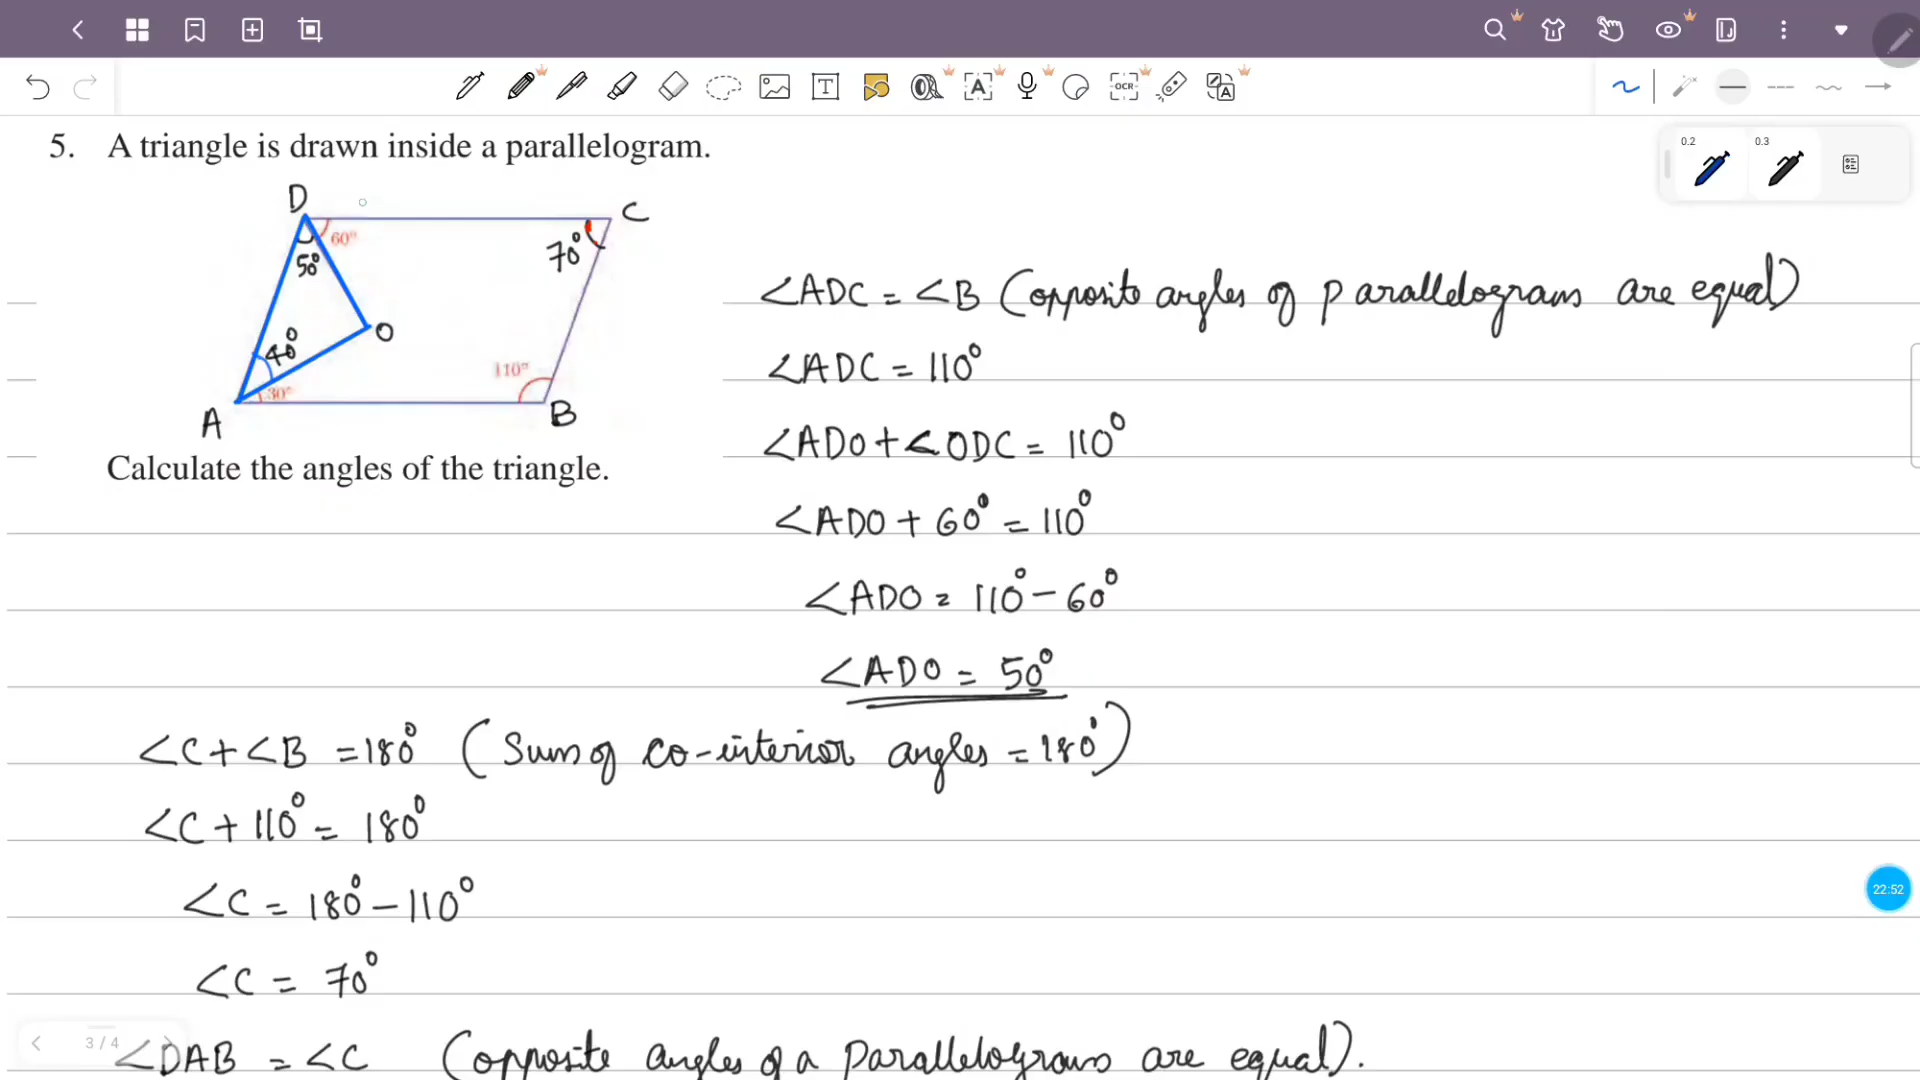 0.2 0.3
5. A triangle is drawn inside a parallelogram.
D C
60°
50° 70°
40° O
110°
30°
A B
Calculate the angles of the triangle.
∠ADC = ∠B (opposite angles of parallelograms are equal)
∠ADC = 110°
∠ADO + ∠ODC = 110°
∠ADO + 60° = 110°
∠ADO = 110° - 60°
∠ADO = 50°
∠C + ∠B = 180° (Sum of co-interior angles = 180°)
∠C + 110° = 180°
∠C = 180° - 110°
∠C = 70°
∠DAB = ∠C (opposite angles of a parallelograms are equal).
3 / 4
22:52
OCR